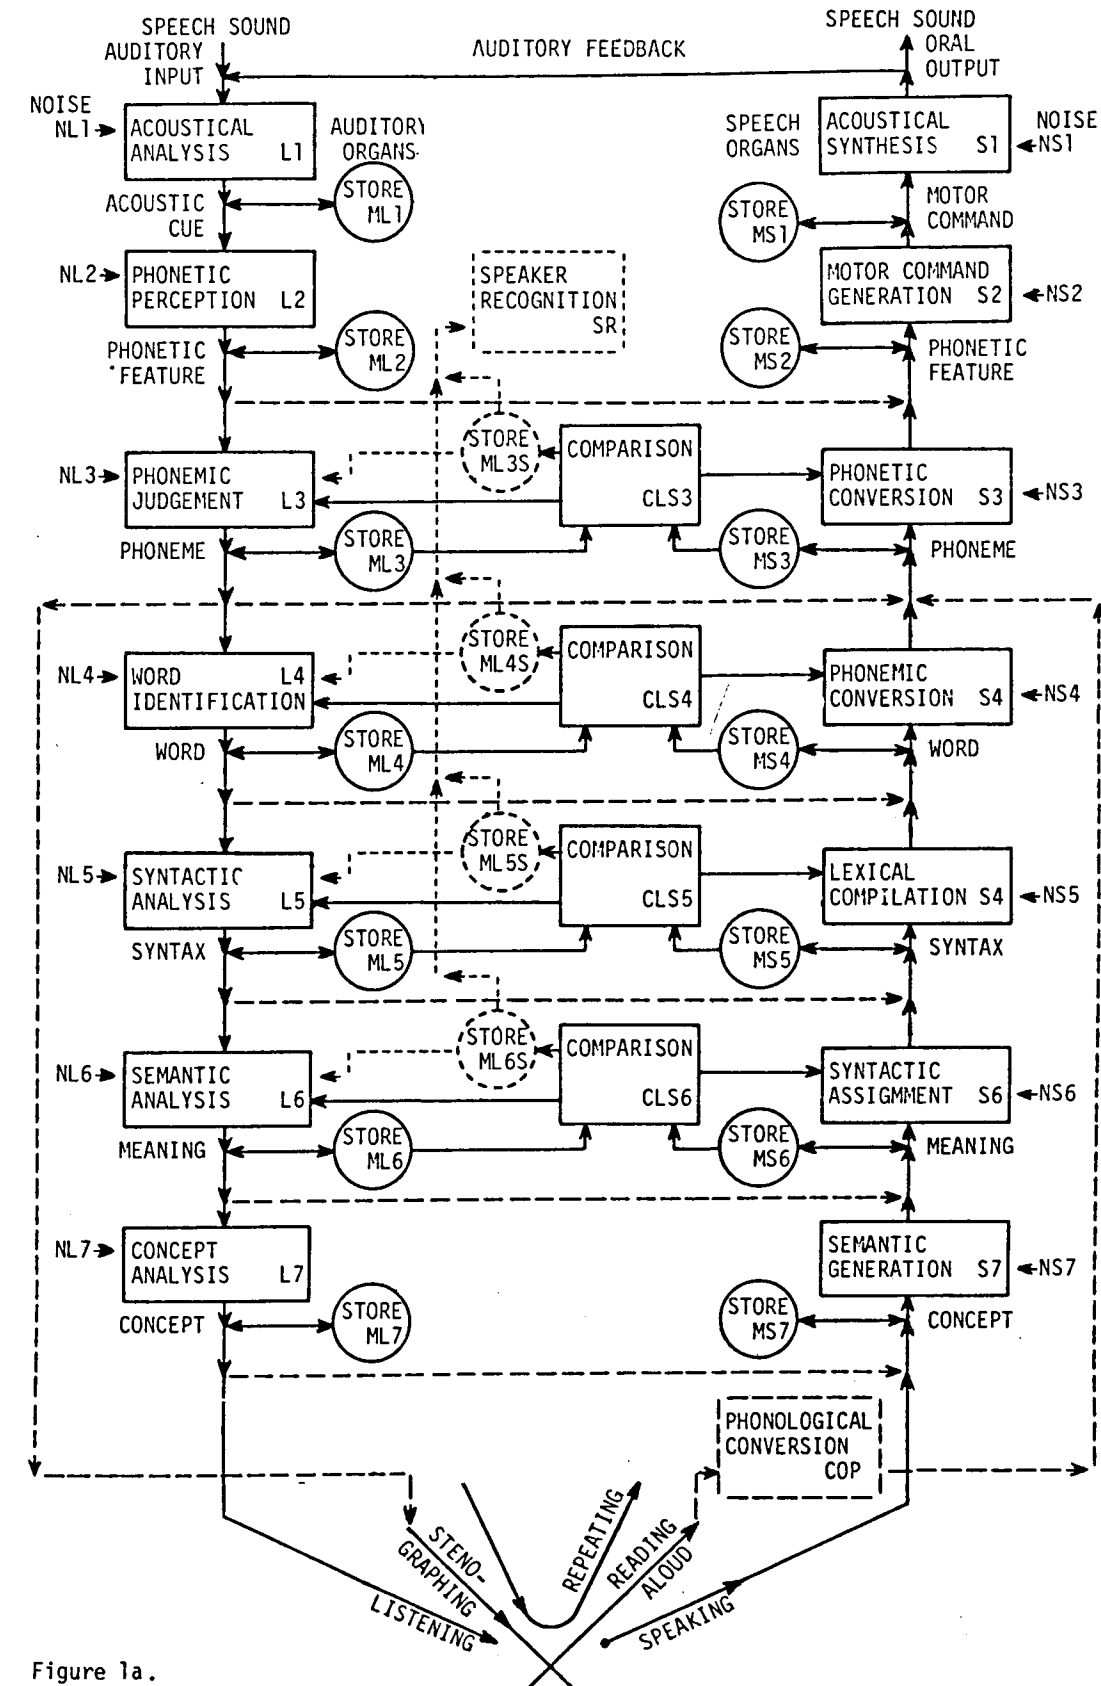 SPEECH SOUND
AUDITORY
INPUT
AUDITORY FEEDBACK
SPEECH SOUND
ORAL
OUTPUT
NOISE
NL1
ACOUSTICAL
ANALYSIS L1
AUDITORY
ORGANS
STORE
ML1
SPEECH
ORGANS
ACOUSTICAL
SYNTHESIS S1
NOISE
NS1
ACOUSTIC
CUE
STORE
MS1
MOTOR
COMMAND
NL2
PHONETIC
PERCEPTION L2
SPEAKER
RECOGNITION
SR
MOTOR COMMAND
GENERATION S2
NS2
PHONETIC
FEATURE
STORE
ML2
STORE
MS2
PHONETIC
FEATURE
NL3
PHONEMIC
JUDGEMENT L3
STORE
ML3S
COMPARISON
CLS3
PHONETIC
CONVERSION S3
NS3
PHONEME
STORE
ML3
STORE
MS3
PHONEME
NL4
WORD L4
IDENTIFICATION
STORE
ML4S
COMPARISON
CLS4
PHONEMIC
CONVERSION S4
NS4
WORD
STORE
ML4
STORE
MS4
WORD
NL5
SYNTACTIC
ANALYSIS L5
STORE
ML5S
COMPARISON
CLS5
LEXICAL
COMPILATION S4
NS5
SYNTAX
STORE
ML5
STORE
MS5
SYNTAX
NL6
SEMANTIC
ANALYSIS L6
STORE
ML6S
COMPARISON
CLS6
SYNTACTIC
ASSIGMMENT S6
NS6
MEANING
STORE
ML6
STORE
MS6
MEANING
NL7
CONCEPT
ANALYSIS L7
SEMANTIC
GENERATION S7
NS7
CONCEPT
STORE
ML7
STORE
MS7
CONCEPT
PHONOLOGICAL
CONVERSION
COP
STENO-
GRAPHING
LISTENING
REPEATING
READING
ALOUD
SPEAKING
Figure 1a.